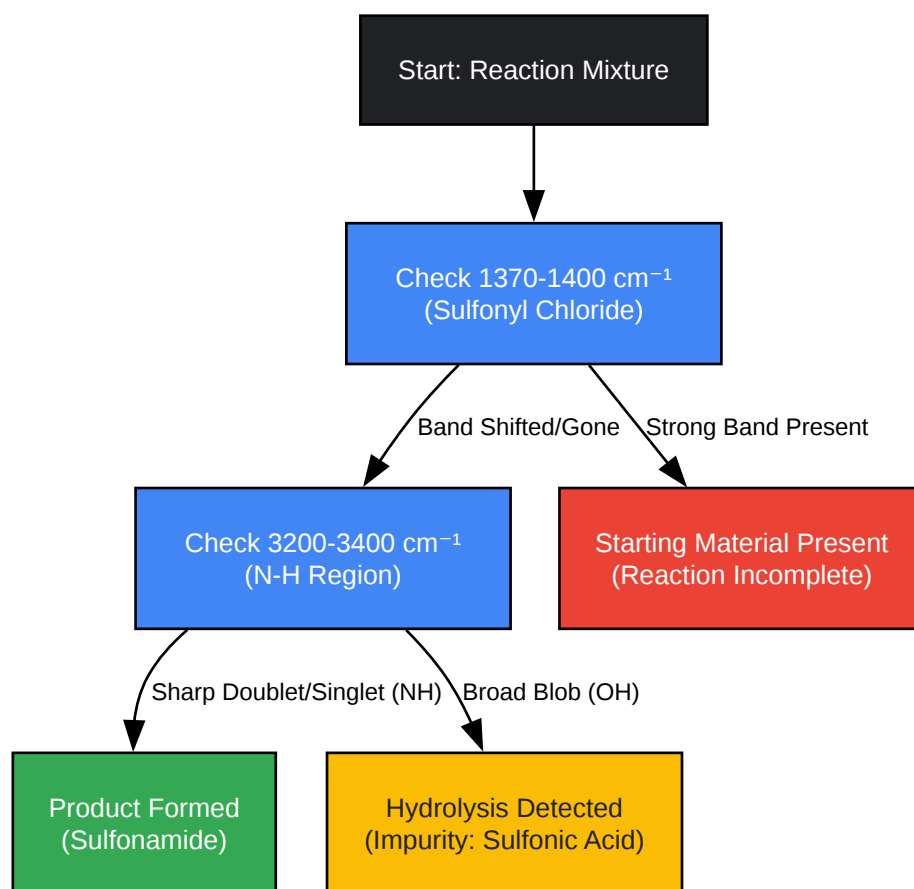 Start: Reaction Mixture
Check 1370-1400 cm⁻¹
(Sulfonyl Chloride)
Band Shifted/Gone
Strong Band Present
Check 3200-3400 cm⁻¹
(N-H Region)
Starting Material Present
(Reaction Incomplete)
Sharp Doublet/Singlet (NH)
Broad Blob (OH)
Product Formed
(Sulfonamide)
Hydrolysis Detected
(Impurity: Sulfonic Acid)